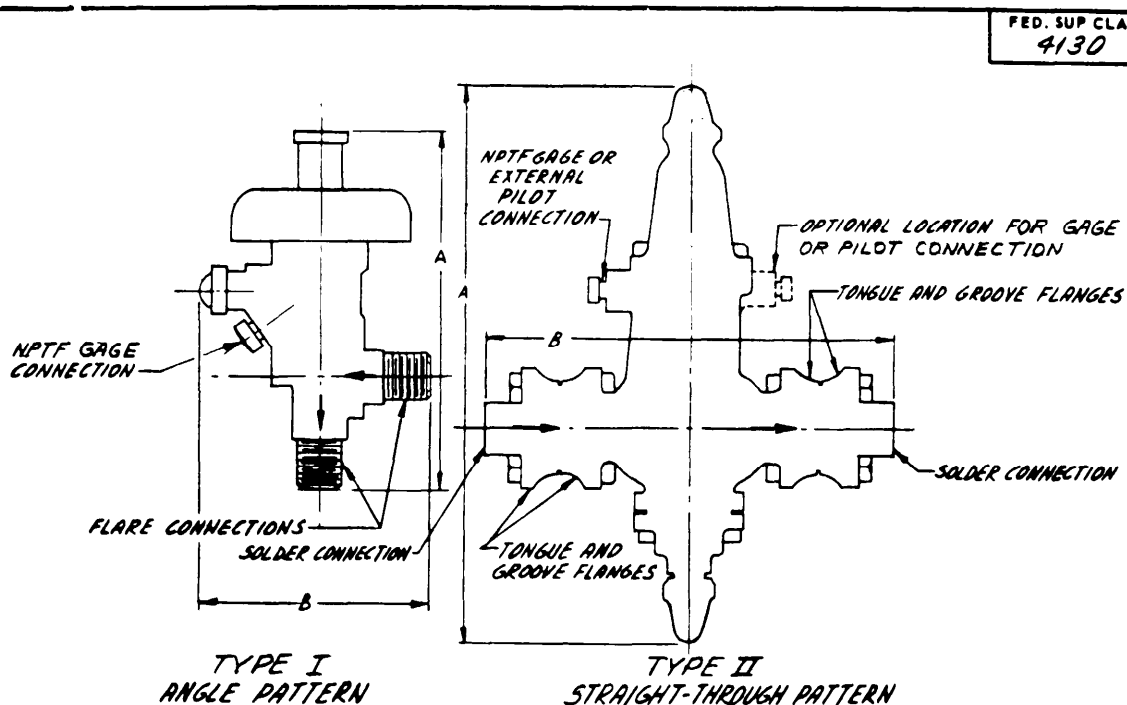 FED. SUP CLA
4130
NPTF GAGE OR
EXTERNAL
PILOT
CONNECTION
OPTIONAL LOCATION FOR GAGE
OR PILOT CONNECTION
A
A
TONGUE AND GROOVE FLANGES
B
NPTF GAGE
CONNECTION
SOLDER CONNECTION
FLARE CONNECTIONS
SOLDER CONNECTION
TONGUE AND
GROOVE FLANGES
B
TYPE I
ANGLE PATTERN
TYPE II
STRAIGHT-THROUGH PATTERN